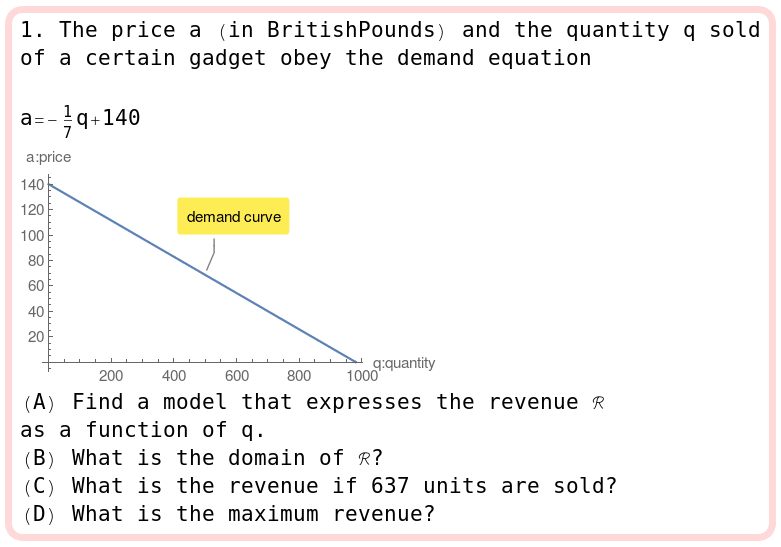 1. The price a (in BritishPounds) and the quantity q sold
of a certain gadget obey the demand equation
a=-1/7 q+140
a:price
140
120
100
80
60
40
20
demand curve
200 400 600 800 1000
q:quantity
(A) Find a model that expresses the revenue ℛ
as a function of q.
(B) What is the domain of ℛ?
(C) What is the revenue if 637 units are sold?
(D) What is the maximum revenue?